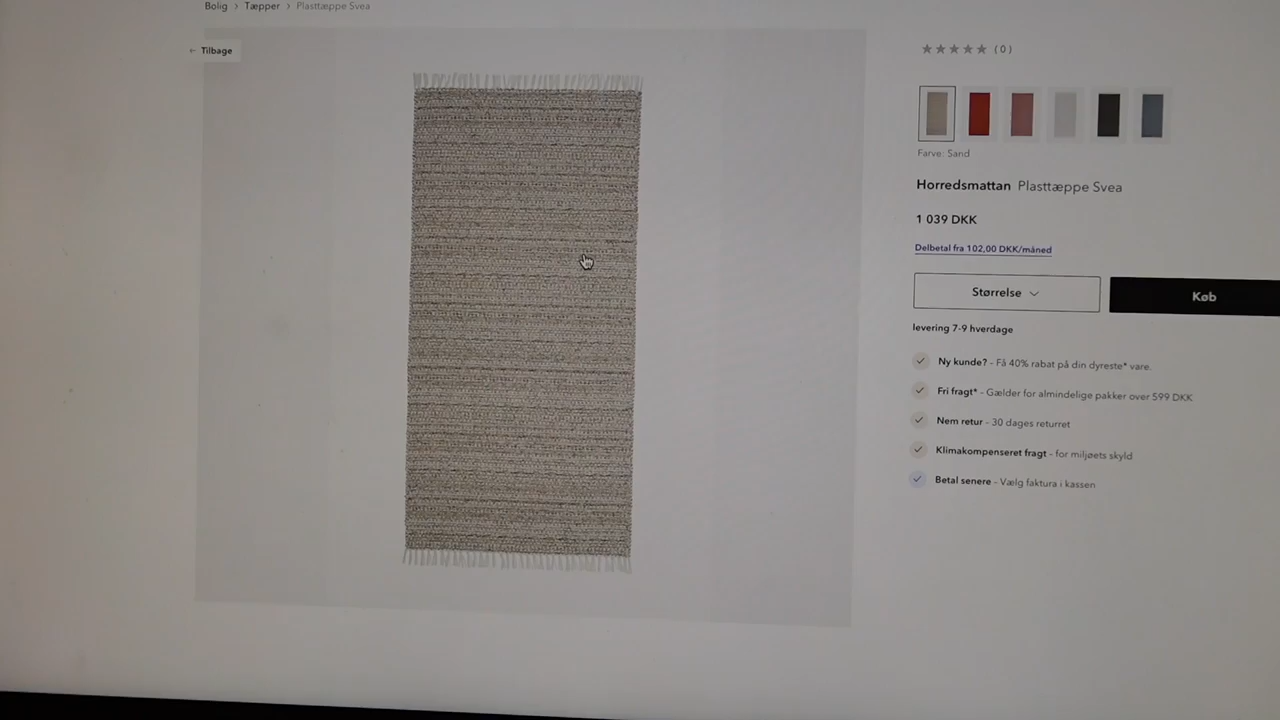 Bolig > Tæpper > Plasttæppe Svea
← Tilbage
(0)
Farve: Sand
Horredsmattan Plasttæppe Svea
1 039 DKK
Delbetal fra 102,00 DKK/måned
Størrelse
Køb
levering 7-9 hverdage
Ny kunde? - Få 40% rabat på din dyreste* vare.
Fri fragt* - Gælder for almindelige pakker over 599 DKK
Nem retur - 30 dages returret
Klimakompenseret fragt - for miljøets skyld
Betal senere - Vælg faktura i kassen